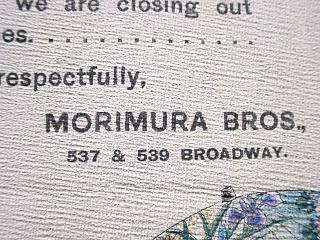 we are closing out
es. . . . . . . . . . . . . .
respectfully,
MORIMURA BROS.,
537 & 539 BROADWAY.